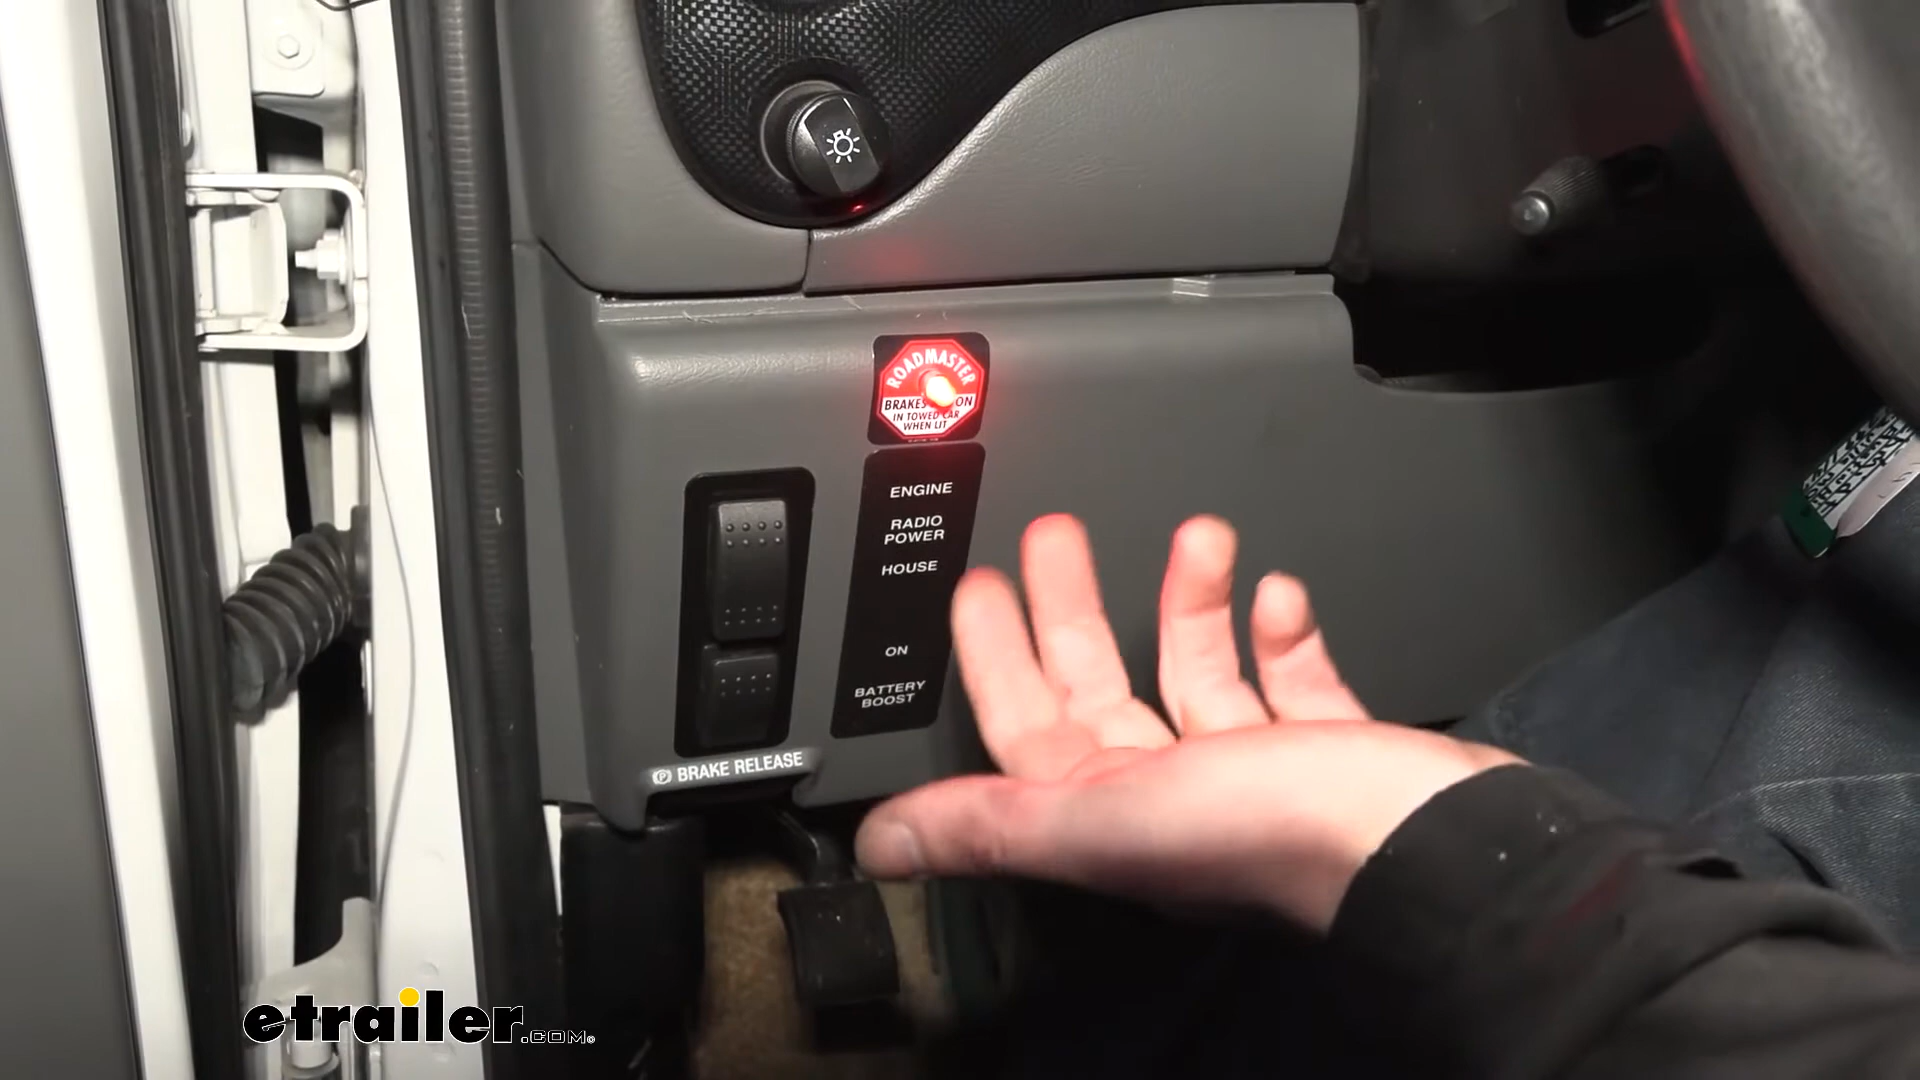 ROADMASTER
BRAKES ON
IN TOWED CAR
WHEN LIT
ENGINE
RADIO
POWER
HOUSE
ON
BATTERY
BOOST
(P) BRAKE RELEASE
etrailer.com